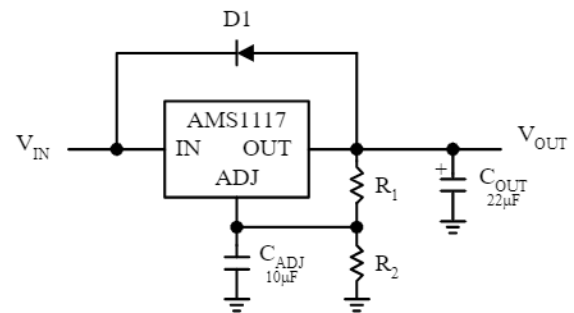 D1
AMS1117
V_IN
IN OUT
V_OUT
ADJ
R_1
+
C_OUT
22μF
C_ADJ
10μF
R_2